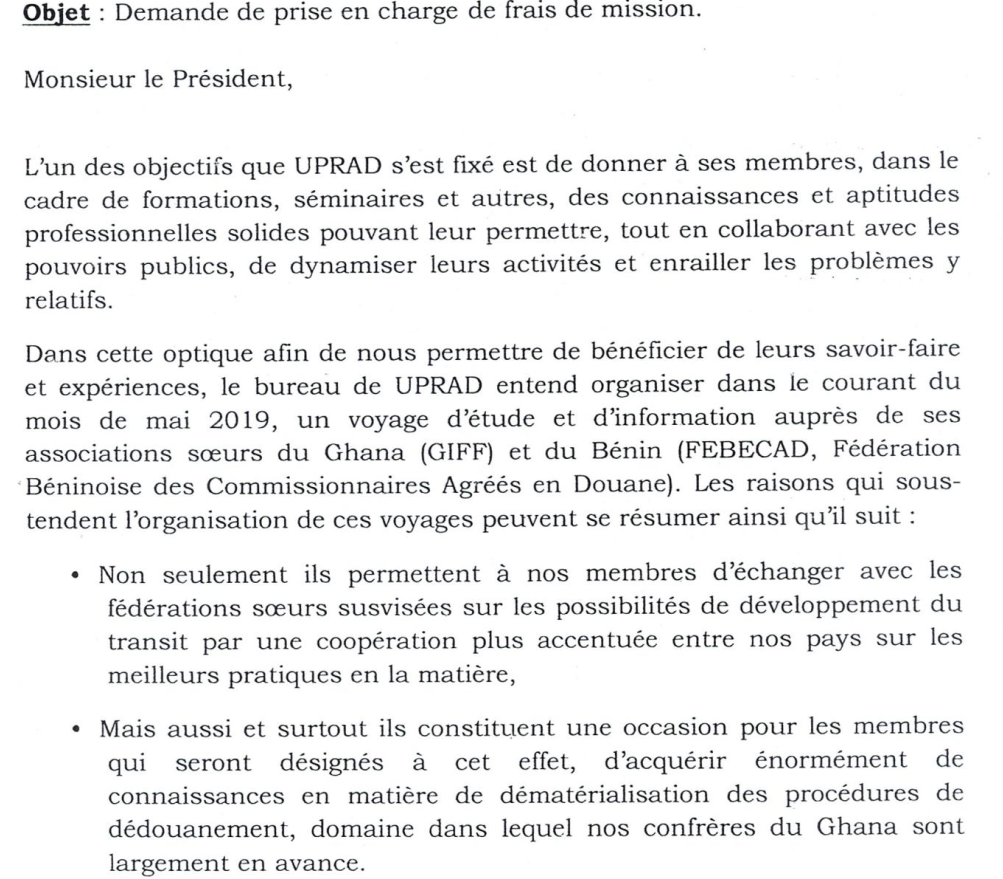 Objet : Demande de prise en charge de frais de mission.
Monsieur le Président,
L'un des objectifs que UPRAD s'est fixé est de donner à ses membres, dans le
cadre de formations, séminaires et autres, des connaissances et aptitudes
professionnelles solides pouvant leur permettre, tout en collaborant avec les
pouvoirs publics, de dynamiser leurs activités et enrailler les problèmes y
relatifs.
Dans cette optique afin de nous permettre de bénéficier de leurs savoir-faire
et expériences, le bureau de UPRAD entend organiser dans le courant du
mois de mai 2019, un voyage d'étude et d'information auprès de ses
associations sœurs du Ghana (GIFF) et du Bénin (FEBECAD, Fédération
Béninoise des Commissionnaires Agréés en Douane). Les raisons qui sous-
tendent l'organisation de ces voyages peuvent se résumer ainsi qu'il suit :
• Non seulement ils permettent à nos membres d'échanger avec les
fédérations sœurs susvisées sur les possibilités de développement du
transit par une coopération plus accentuée entre nos pays sur les
meilleurs pratiques en la matière,
• Mais aussi et surtout ils constituent une occasion pour les membres
qui seront désignés à cet effet, d'acquérir énormément de
connaissances en matière de dématérialisation des procédures de
dédouanement, domaine dans lequel nos confrères du Ghana sont
largement en avance.